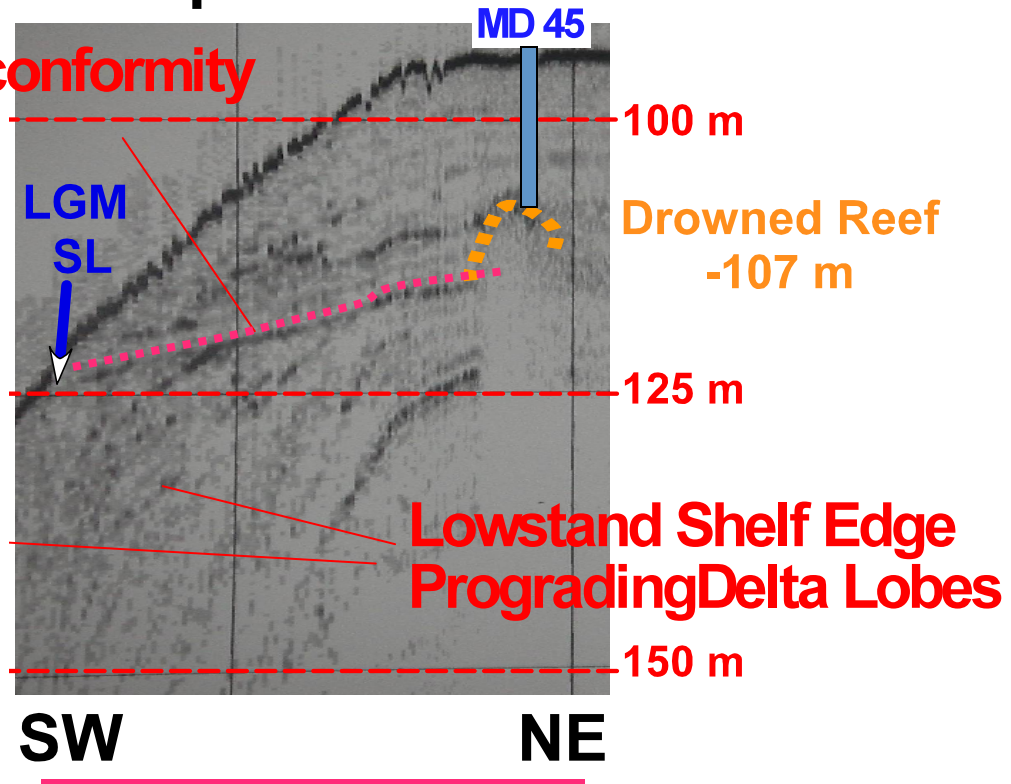 MD 45
conformity
100 m
LGM
SL
Drowned Reef
-107 m
125 m
Lowstand Shelf Edge
ProgradingDelta Lobes
150 m
SW
NE